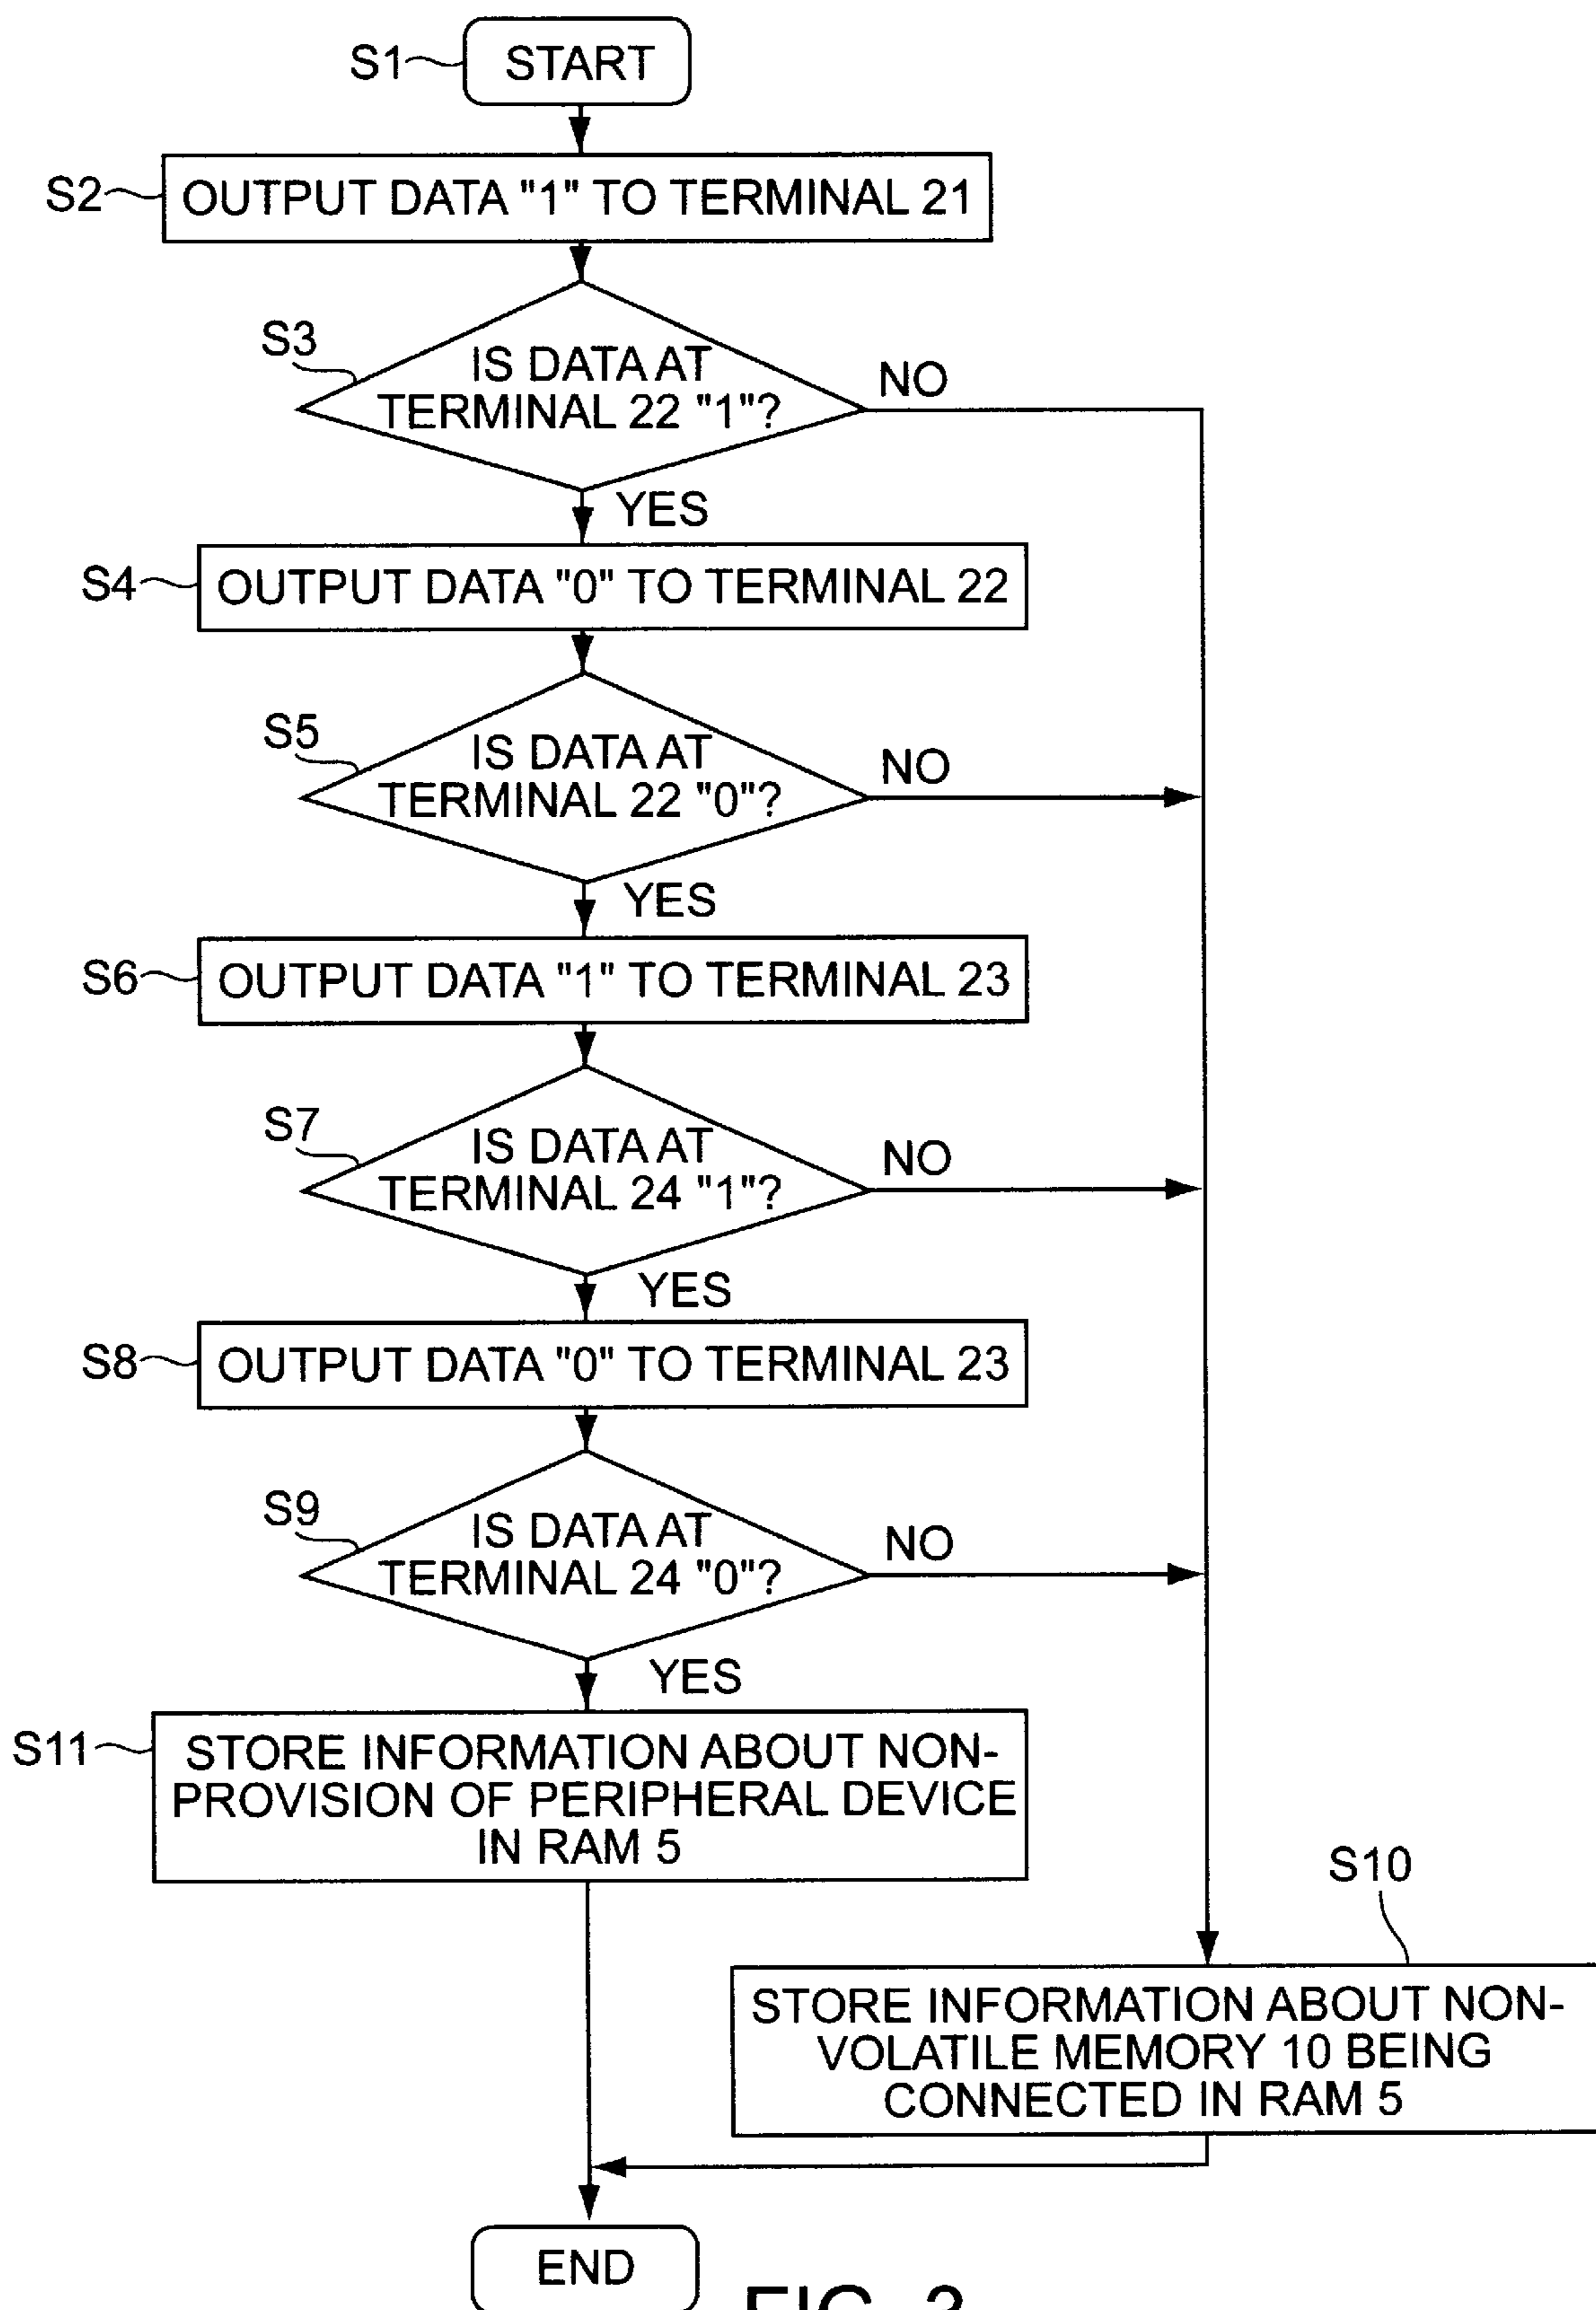 S1
START
S2
OUTPUT DATA "1" TO TERMINAL 21
S3
IS DATA AT
TERMINAL 22 "1"?
NO
YES
S4
OUTPUT DATA "0" TO TERMINAL 22
S5
IS DATA AT
TERMINAL 22 "0"?
NO
YES
S6
OUTPUT DATA "1" TO TERMINAL 23
S7
IS DATA AT
TERMINAL 24 "1"?
NO
YES
S8
OUTPUT DATA "0" TO TERMINAL 23
S9
IS DATA AT
TERMINAL 24 "0"?
NO
YES
S11
STORE INFORMATION ABOUT NON-
PROVISION OF PERIPHERAL DEVICE
IN RAM 5
S10
STORE INFORMATION ABOUT NON-
VOLATILE MEMORY 10 BEING
CONNECTED IN RAM 5
END